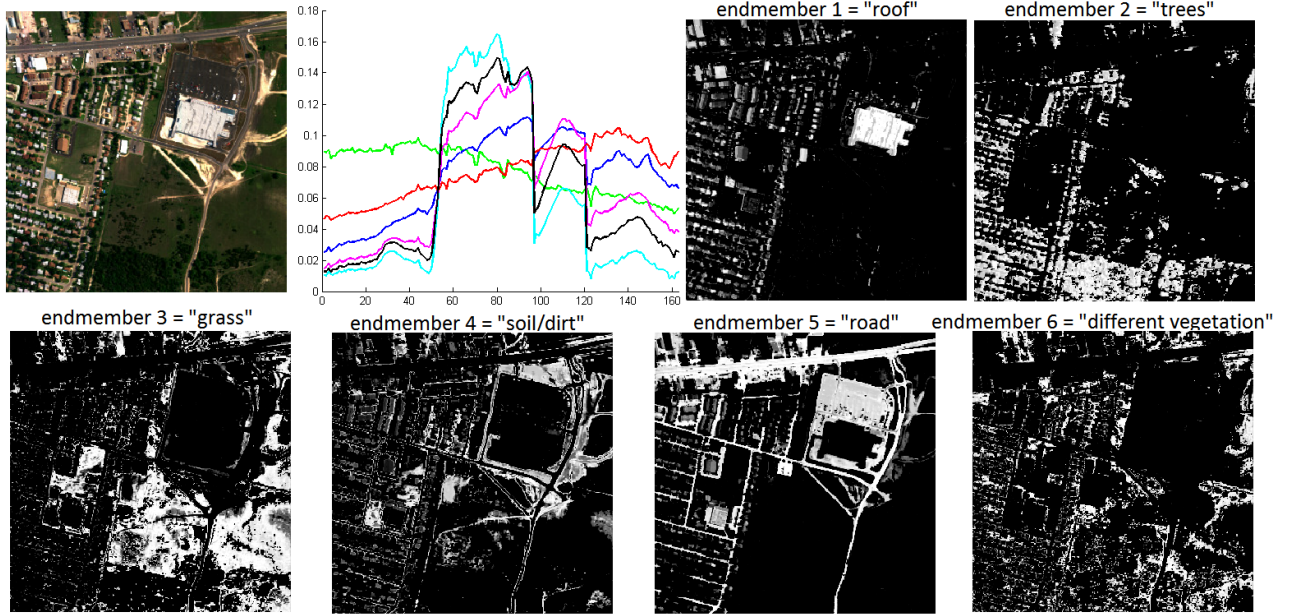 endmember 1 = "roof"
endmember 2 = "trees"
0.18
0.16
0.14
0.12
0.1
0.08
0.06
0.04
0.02
0
0 20 40 60 80 100 120 140 160
endmember 3 = "grass"
endmember 4 = "soil/dirt"
endmember 5 = "road"
endmember 6 = "different vegetation"